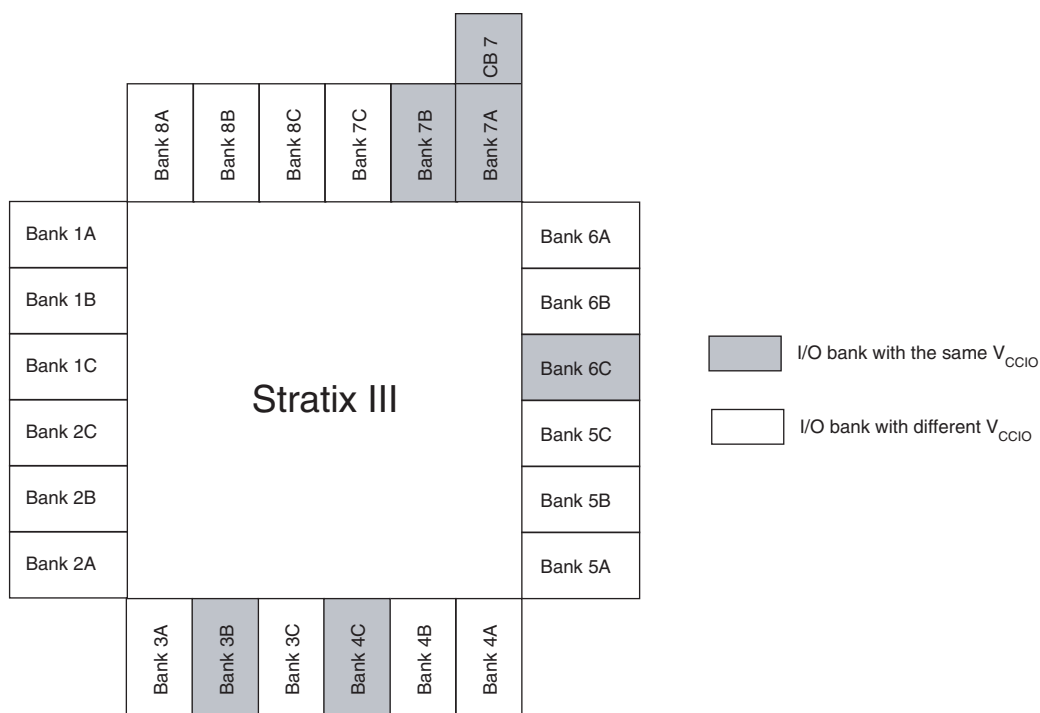 CB 7
Bank 8A
Bank 8B
Bank 8C
Bank 7C
Bank 7B
Bank 7A
Bank 1A
Bank 1B
Bank 1C
Bank 2C
Bank 2B
Bank 2A
Stratix III
Bank 6A
Bank 6B
Bank 6C
Bank 5C
Bank 5B
Bank 5A
I/O bank with the same VCCIO
I/O bank with different VCCIO
Bank 3A
Bank 3B
Bank 3C
Bank 4C
Bank 4B
Bank 4A